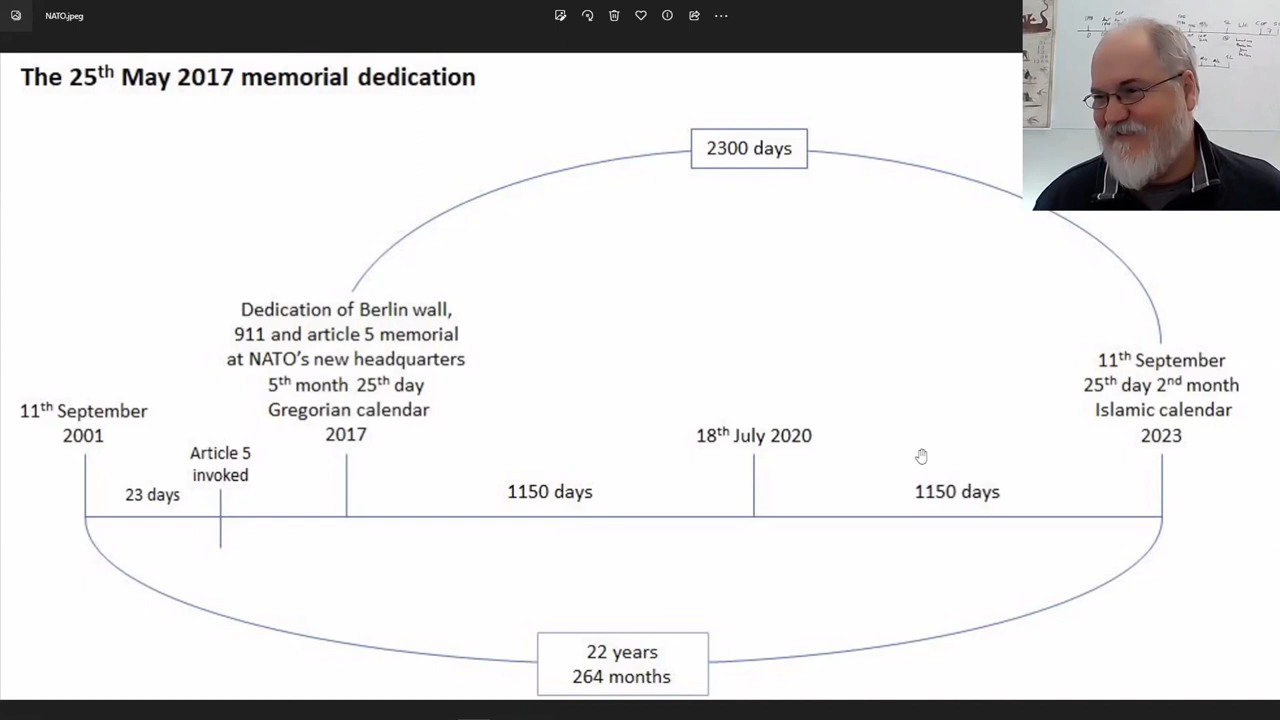 NATO.jpeg
The 25th May 2017 memorial dedication
2300 days
Dedication of Berlin wall,
911 and article 5 memorial
at NATO's new headquarters
5th month 25th day
Gregorian calendar
2017
11th September
25th day 2nd month
Islamic calendar
2023
11th September
2001
Article 5
invoked
18th July 2020
23 days
1150 days
1150 days
22 years
264 months